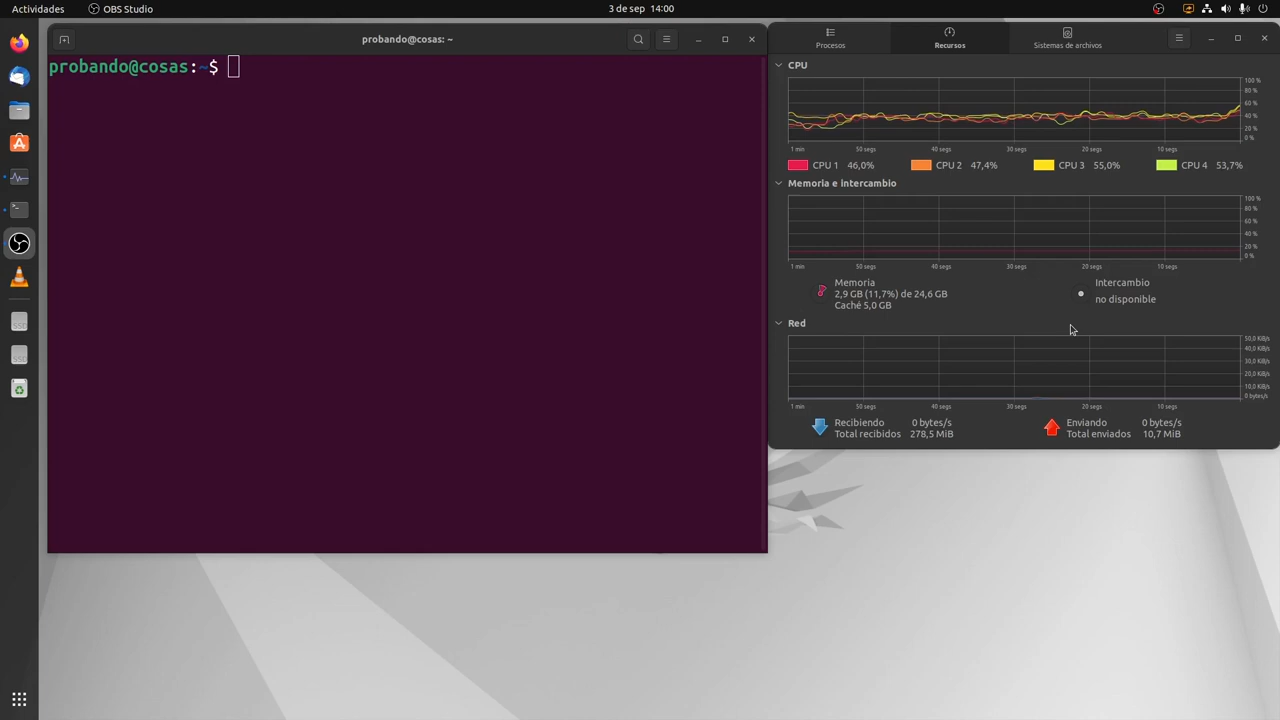 Actividades OBS Studio 3 de sep 14:00
probando@cosas: ~
probando@cosas:~$
Procesos
Recursos
Sistemas de archivos
CPU
100 %
80 %
60 %
40 %
20 %
0 %
1 min 50 segs 40 segs 30 segs 20 segs 10 segs
CPU 1 46,0% CPU 2 47,4% CPU 3 55,0% CPU 4 53,7%
Memoria e intercambio
100 %
80 %
60 %
40 %
20 %
0 %
1 min 50 segs 40 segs 30 segs 20 segs 10 segs
Memoria
2,9 GB (11,7%) de 24,6 GB
Caché 5,0 GB
Intercambio
no disponible
Red
50,0 KiB/s
40,0 KiB/s
30,0 KiB/s
20,0 KiB/s
10,0 KiB/s
0 bytes/s
1 min 50 segs 40 segs 30 segs 20 segs 10 segs
Recibiendo 0 bytes/s
Total recibidos 278,5 MiB
Enviando 0 bytes/s
Total enviados 10,7 MiB
SSD
SSD